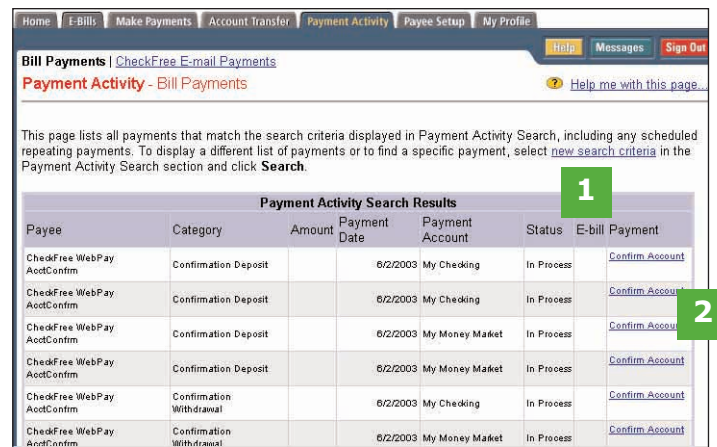 Home E-Bills Make Payments Account Transfer Payment Activity Payee Setup My Profile
Help Messages Sign Out
Bill Payments | CheckFree E-mail Payments
Payment Activity - Bill Payments
? Help me with this page...
This page lists all payments that match the search criteria displayed in Payment Activity Search, including any scheduled
repeating payments. To display a different list of payments or to find a specific payment, select new search criteria in the
Payment Activity Search section and click Search.
1
Payment Activity Search Results
Payee Category Amount Payment Date Payment Account Status E-bill Payment
CheckFree WebPay AcctConfrm Confirmation Deposit 6/2/2003 My Checking In Process Confirm Account
CheckFree WebPay AcctConfrm Confirmation Deposit 6/2/2003 My Checking In Process Confirm Account
2
CheckFree WebPay AcctConfrm Confirmation Deposit 6/2/2003 My Money Market In Process Confirm Account
CheckFree WebPay AcctConfrm Confirmation Deposit 6/2/2003 My Money Market In Process Confirm Account
CheckFree WebPay AcctConfrm Confirmation Withdrawal 6/2/2003 My Checking In Process Confirm Account
CheckFree WebPay AcctConfrm Confirmation Withdrawal 6/2/2003 My Money Market In Process Confirm Account